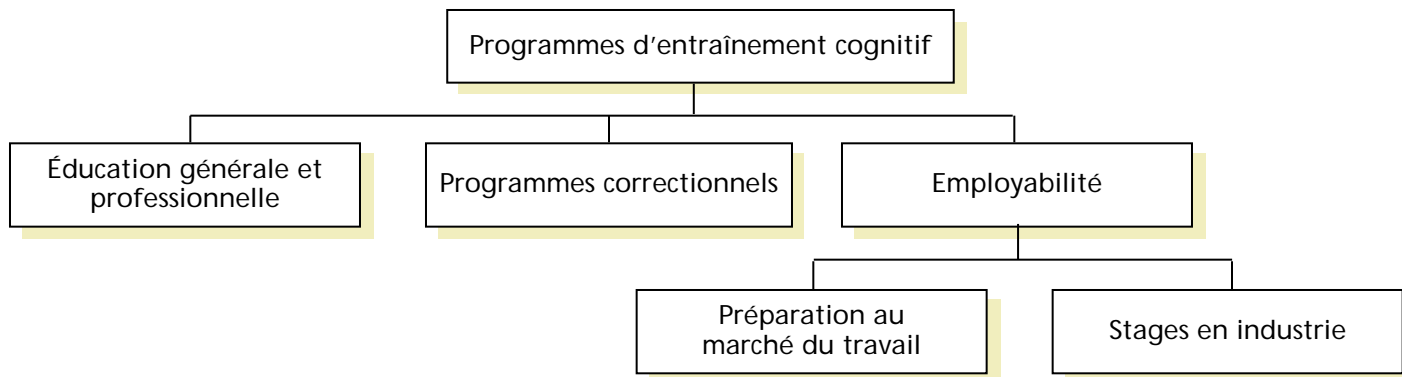 Programmes d'entraînement cognitif
Éducation générale et
professionnelle
Programmes correctionnels
Employabilité
Préparation au
marché du travail
Stages en industrie